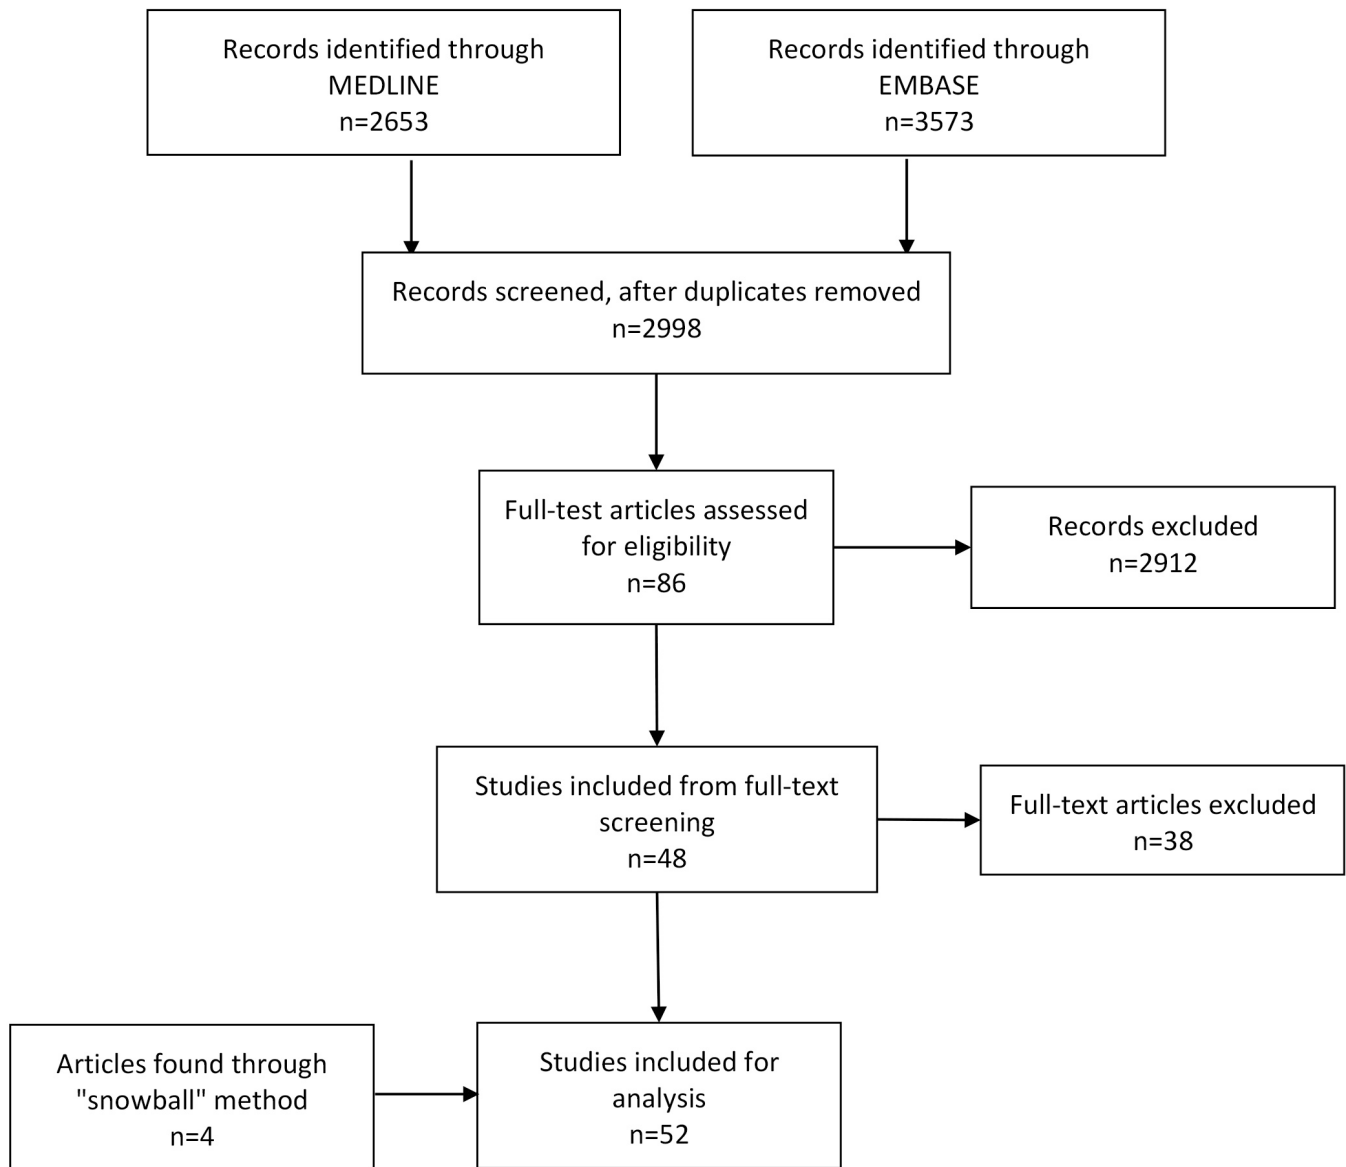 Records identified through
MEDLINE
n=2653
Records identified through
EMBASE
n=3573
Records screened, after duplicates removed
n=2998
Full-test articles assessed
for eligibility
n=86
Records excluded
n=2912
Studies included from full-text
screening
n=48
Full-text articles excluded
n=38
Articles found through
"snowball" method
n=4
Studies included for
analysis
n=52